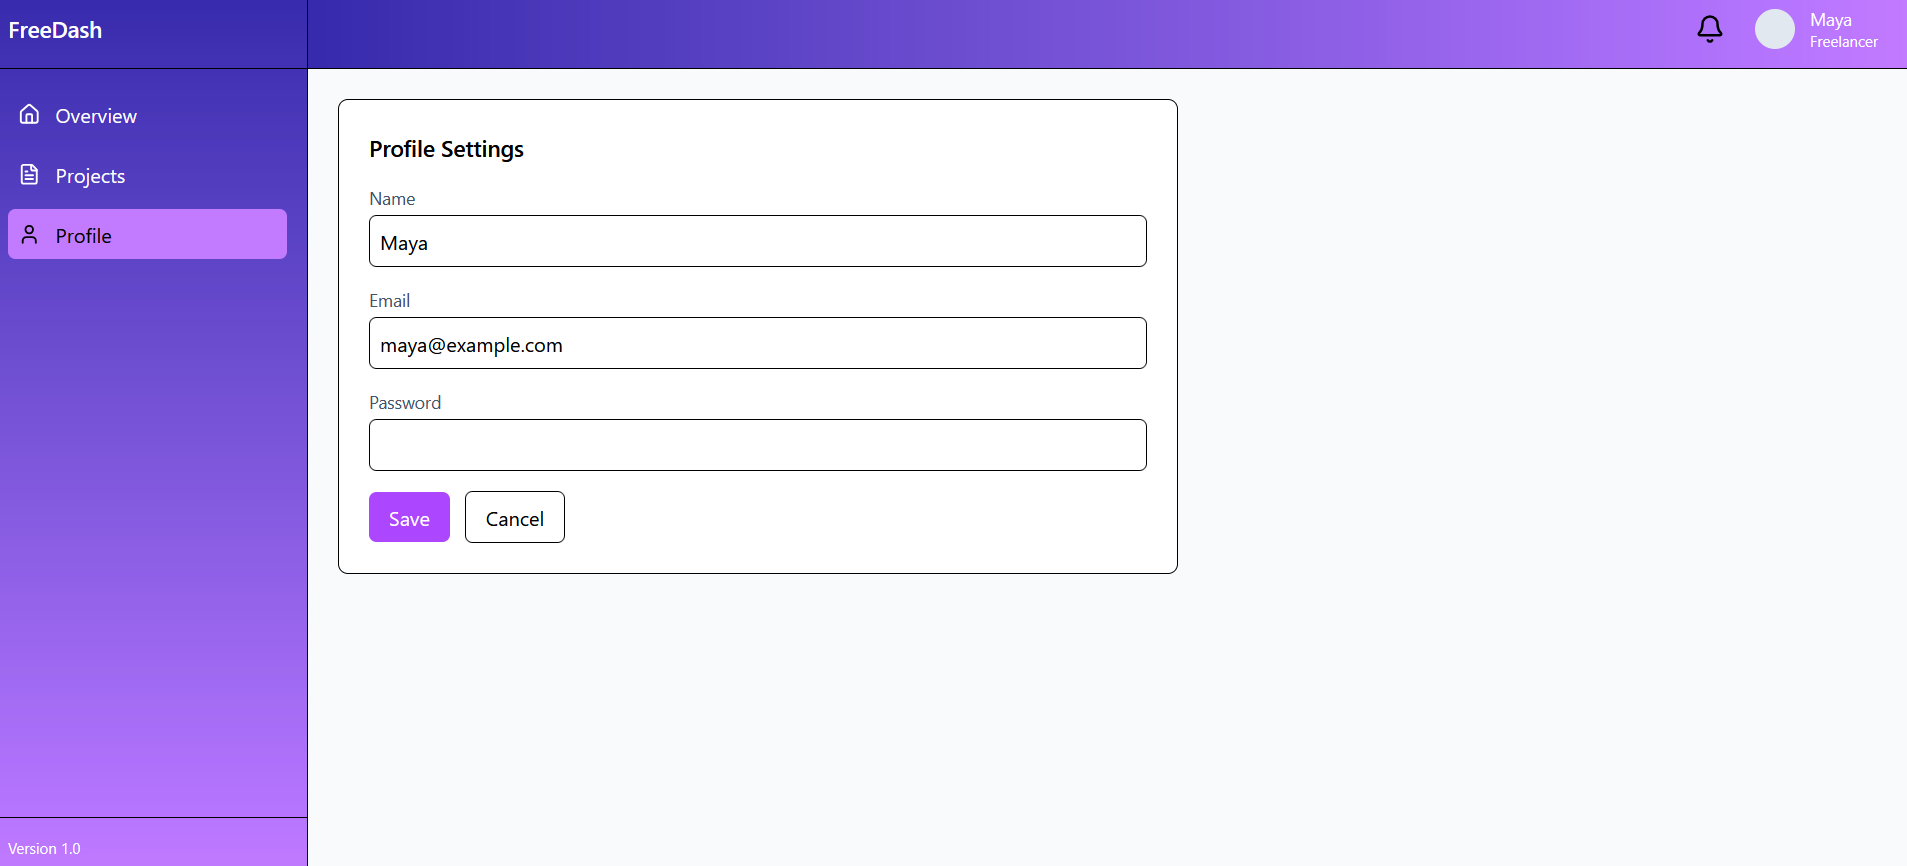 FreeDash
Maya
Freelancer
Overview
Projects
Profile
Profile Settings
Name
Maya
Email
maya@example.com
Password
Save
Cancel
Version 1.0